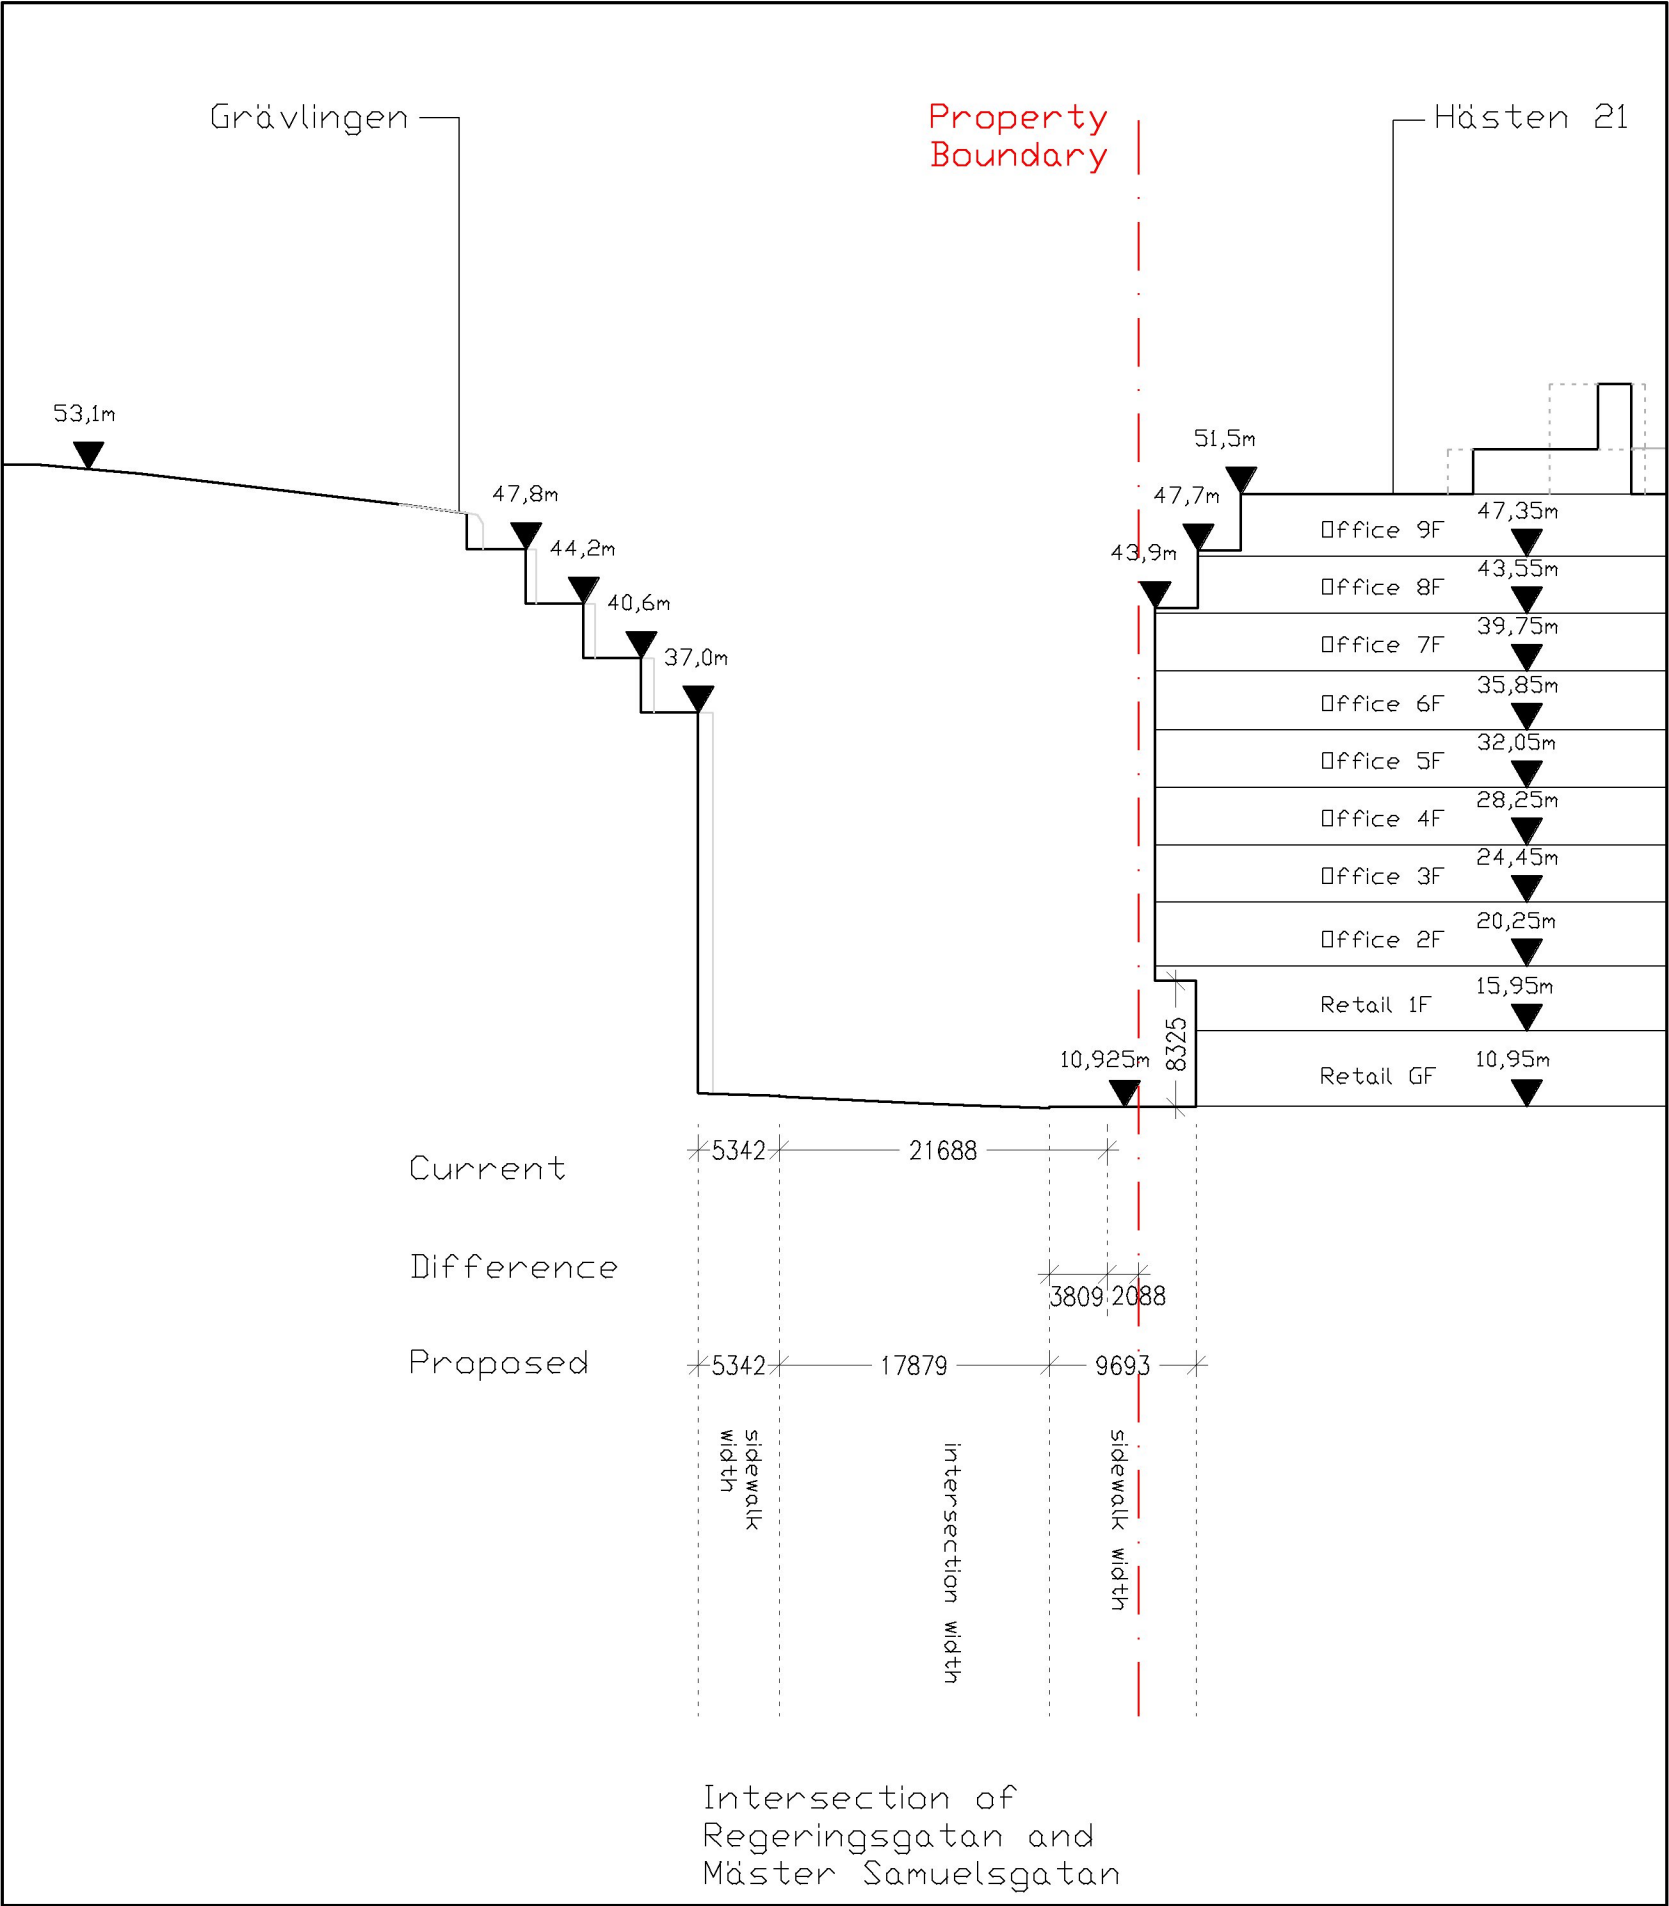 Grävlingen
Property
Boundary
Hästen 21
53,1m
47,8m
44,2m
40,6m
37,0m
51,5m
47,7m
43,9m
Office 9F 47,35m
Office 8F 43,55m
Office 7F 39,75m
Office 6F 35,85m
Office 5F 32,05m
Office 4F 28,25m
Office 3F 24,45m
Office 2F 20,25m
Retail 1F 15,95m
Retail GF 10,95m
8325
10,925m
Current 5342 21688
Difference 3809 2088
Proposed 5342 17879 9693
sidewalk
width
intersection width
sidewalk width
Intersection of
Regeringsgatan and
Mäster Samuelsgatan